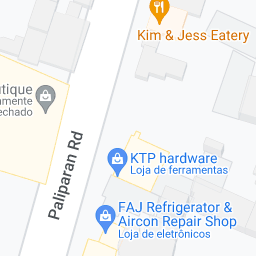 Kim & Jess Eatery
utique
amente
echado
Paliparan Rd
KTP hardware
Loja de ferramentas
FAJ Refrigerator &
Aircon Repair Shop
Loja de eletrônicos